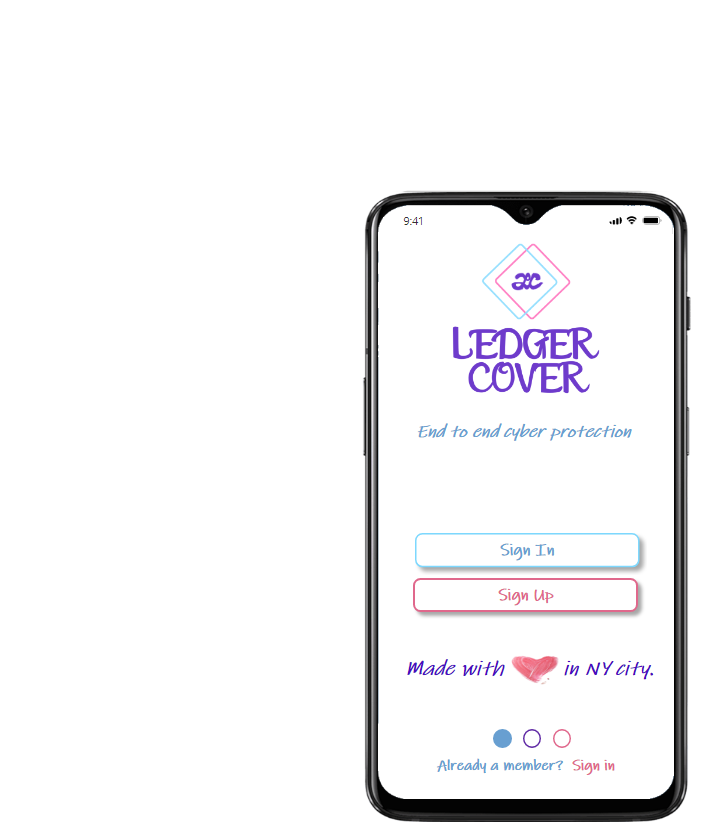 9:41
LEDGER
COVER
End to end cyber protection
Sign In
Sign Up
Made with in NY city.
Already a member? Sign in